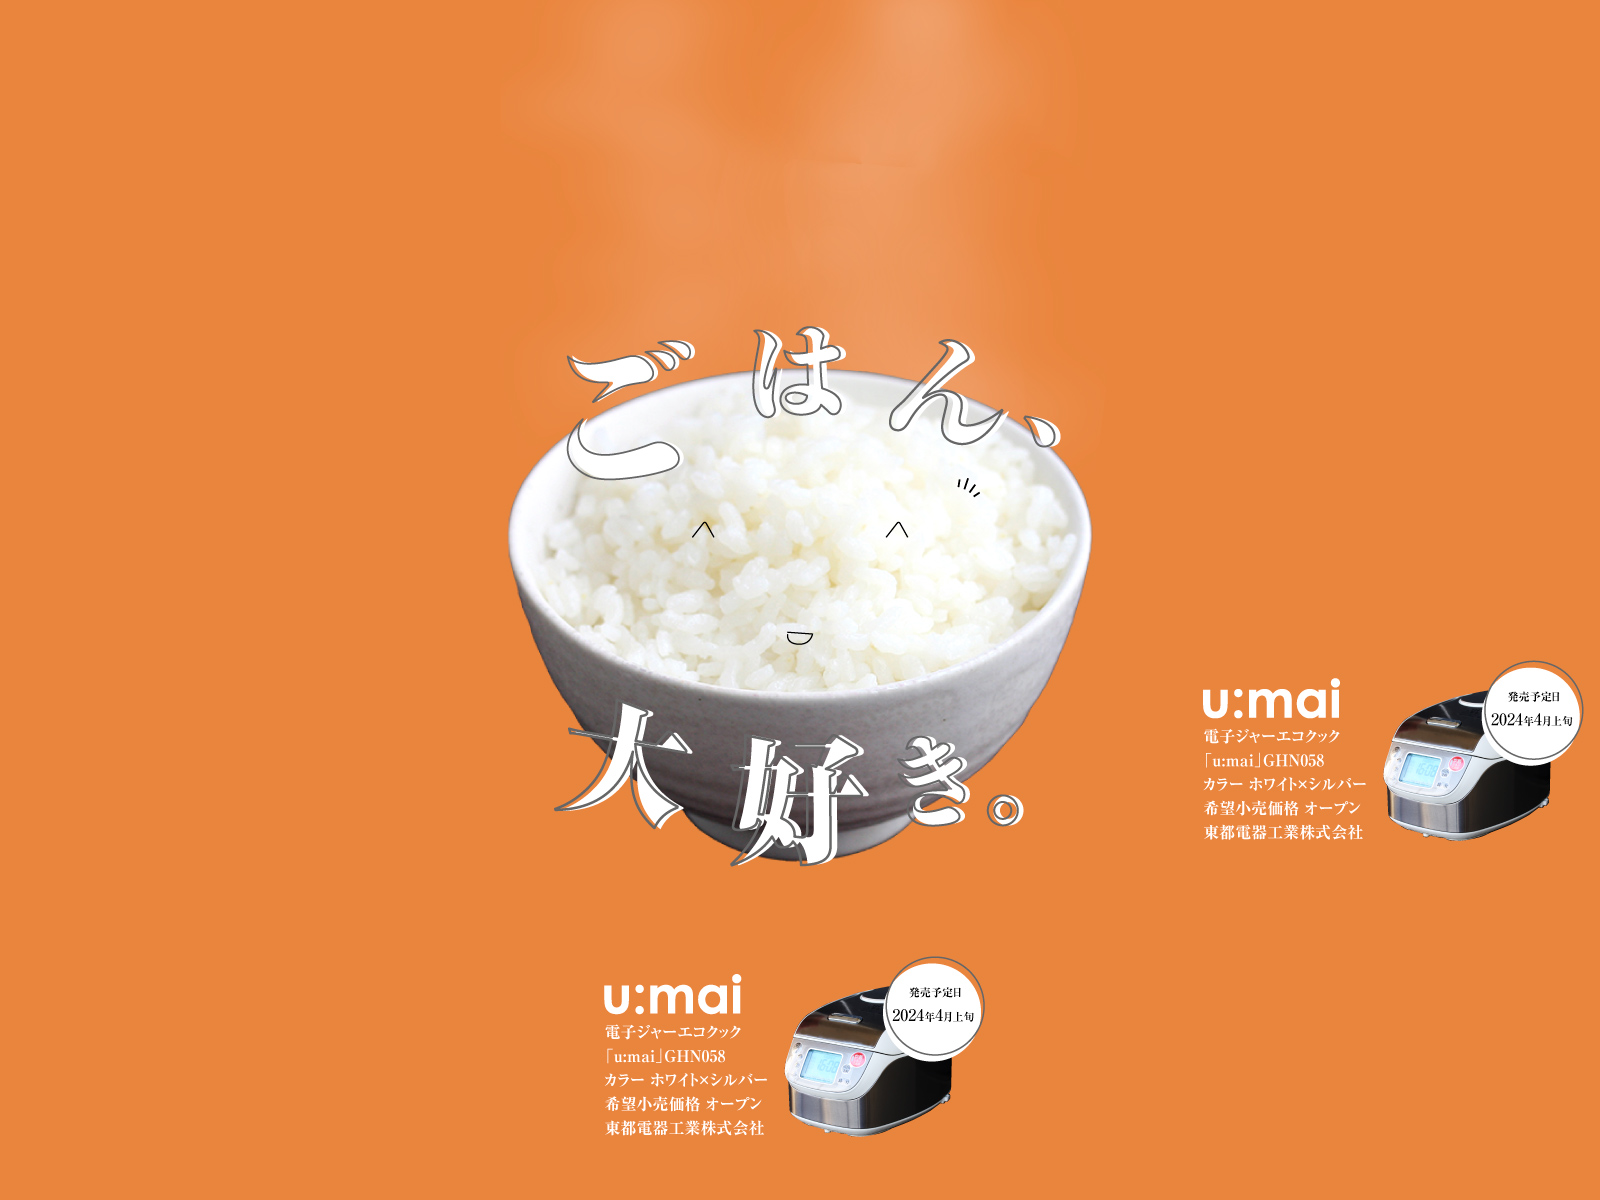 ごはん、
大好き。
u:mai
電子ジャーエコクック
「u:mai」GHN058
カラー ホワイト×シルバー
希望小売価格 オープン
東都電器工業株式会社
発売予定日
2024年4月上旬
u:mai
電子ジャーエコクック
「u:mai」GHN058
カラー ホワイト×シルバー
希望小売価格 オープン
東都電器工業株式会社
発売予定日
2024年4月上旬